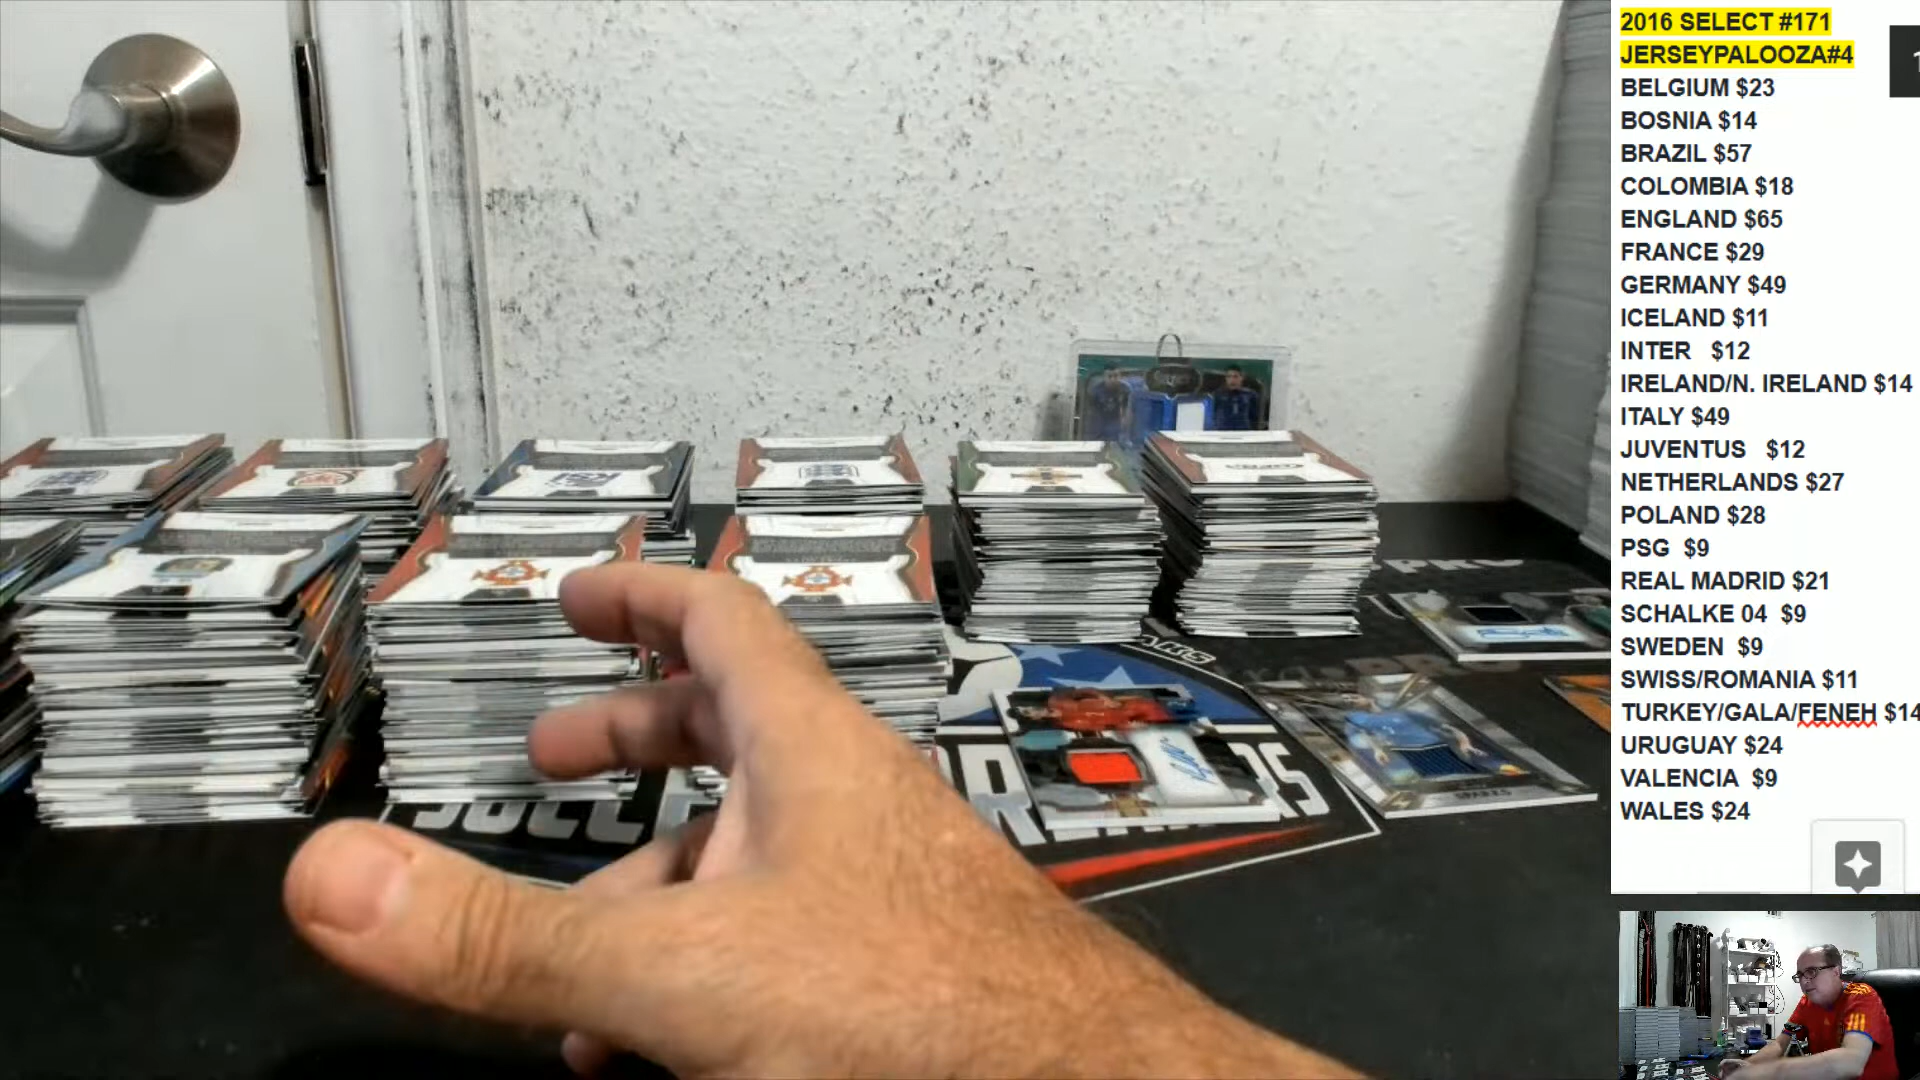 2016 SELECT #171
JERSEYPALOOZA#4
BELGIUM $23
BOSNIA $14
BRAZIL $57
COLOMBIA $18
ENGLAND $65
FRANCE $29
GERMANY $49
ICELAND $11
INTER $12
IRELAND/N. IRELAND $14
ITALY $49
JUVENTUS $12
NETHERLANDS $27
POLAND $28
PSG $9
REAL MADRID $21
SCHALKE 04 $9
SWEDEN $9
SWISS/ROMANIA $11
TURKEY/GALA/FENEH $14
URUGUAY $24
VALENCIA $9
WALES $24